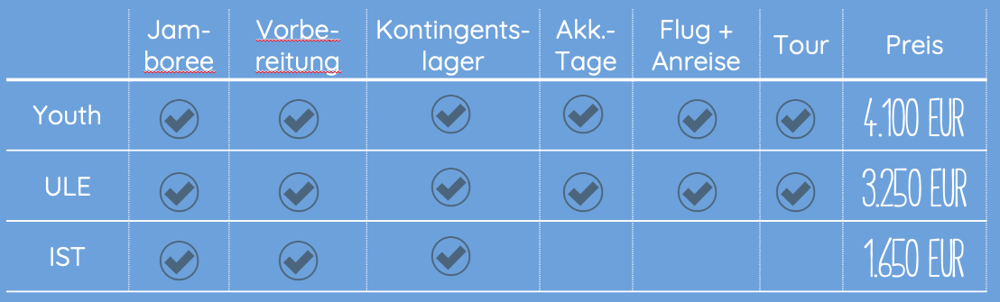 Jam- Vorbe- Kontingents- Akk.- Flug + Tour Preis
boree reitung lager Tage Anreise
Youth 4.100 EUR
ULE 3.250 EUR
IST 1.650 EUR